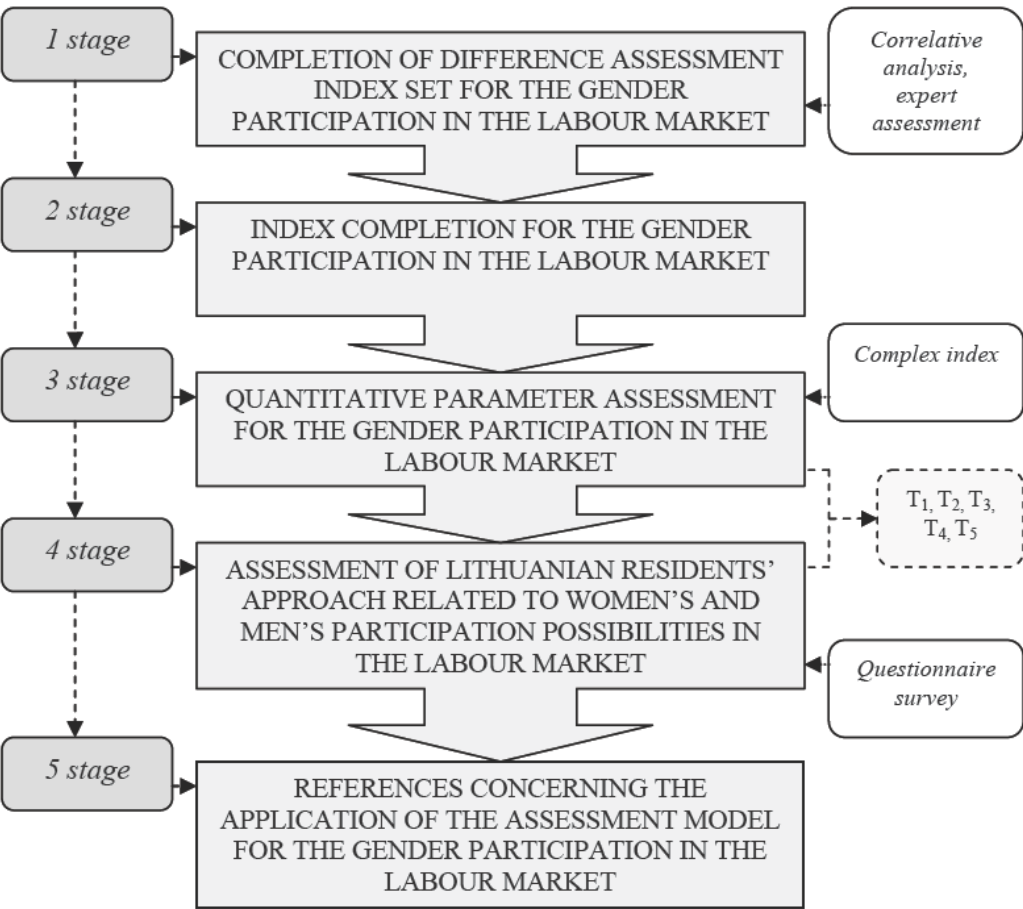 1 stage
COMPLETION OF DIFFERENCE ASSESSMENT
INDEX SET FOR THE GENDER
PARTICIPATION IN THE LABOUR MARKET
Correlative
analysis,
expert
assessment
2 stage
INDEX COMPLETION FOR THE GENDER
PARTICIPATION IN THE LABOUR MARKET
3 stage
QUANTITATIVE PARAMETER ASSESSMENT
FOR THE GENDER PARTICIPATION IN THE
LABOUR MARKET
Complex index
T₁, T₂, T₃,
T₄, T₅
4 stage
ASSESSMENT OF LITHUANIAN RESIDENTS’
APPROACH RELATED TO WOMEN’S AND
MEN’S PARTICIPATION POSSIBILITIES IN
THE LABOUR MARKET
Questionnaire
survey
5 stage
REFERENCES CONCERNING THE
APPLICATION OF THE ASSESSMENT MODEL
FOR THE GENDER PARTICIPATION IN THE
LABOUR MARKET